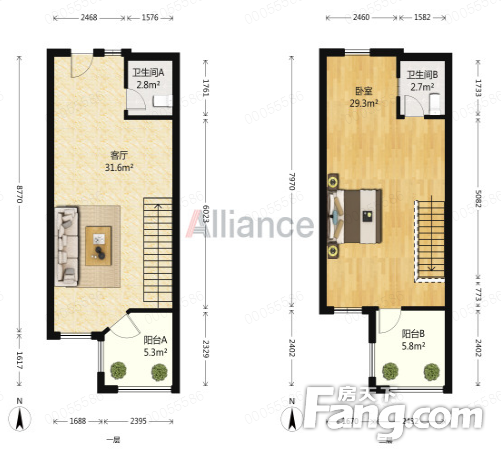 2468 1576
2460 1582
卫生间A
2.8m²
1761
卫生间B
2.7m²
1733
卧室
29.3m²
客厅
31.6m²
8770
6023
7970
5082
Alliance
773
阳台A
5.3m²
1617
2329
阳台B
5.8m²
2402
2402
N
1688 2395
一层
N
1670 2432
二层
房天下
Fang.com